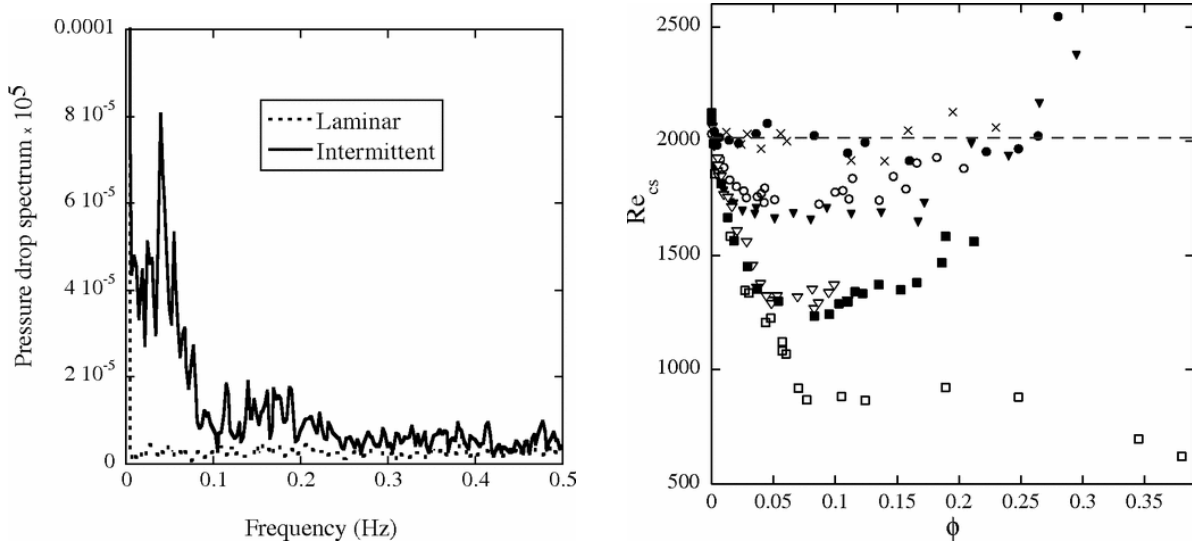 0.0001
8 10-5
6 10-5
4 10-5
2 10-5
0
0 0.1 0.2 0.3 0.4 0.5
Pressure drop spectrum × 10⁵
Frequency (Hz)
Laminar
Intermittent
2500
2000
1500
1000
500
0 0.05 0.1 0.15 0.2 0.25 0.3 0.35
Re_cs
ϕ